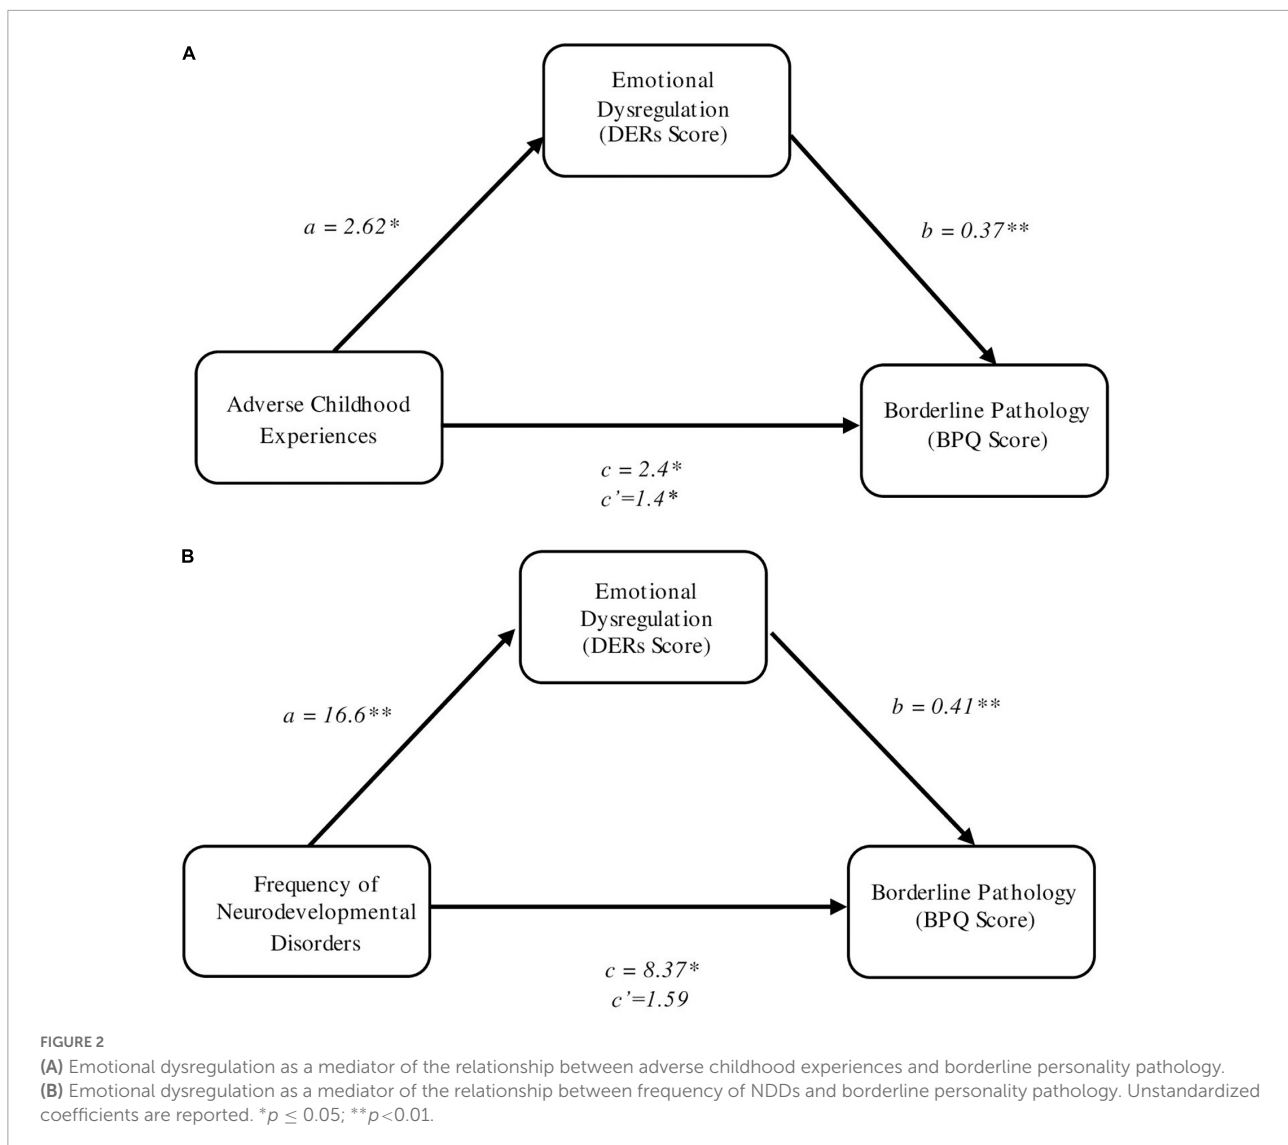 A
Emotional
Dysregulation
(DERs Score)
a = 2.62*
b = 0.37**
Adverse Childhood
Experiences
Borderline Pathology
(BPQ Score)
c = 2.4*
c’=1.4*
B
Emotional
Dysregulation
(DERs Score)
a = 16.6**
b = 0.41**
Frequency of
Neurodevelopmental
Disorders
Borderline Pathology
(BPQ Score)
c = 8.37*
c’=1.59
FIGURE 2
(A) Emotional dysregulation as a mediator of the relationship between adverse childhood experiences and borderline personality pathology.
(B) Emotional dysregulation as a mediator of the relationship between frequency of NDDs and borderline personality pathology. Unstandardized
coefficients are reported. *p ≤ 0.05; **p<0.01.